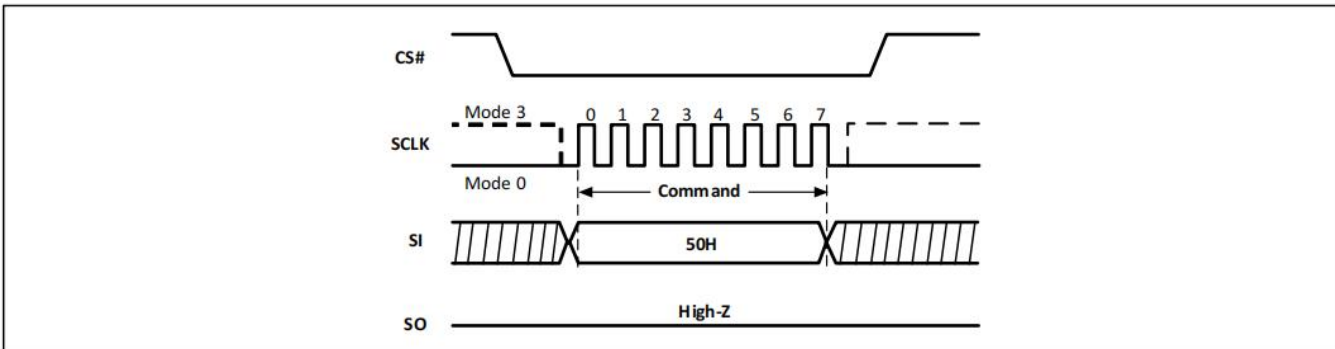 CS#
Mode 3
0 1 2 3 4 5 6 7
SCLK
Mode 0
Command
SI
50H
High-Z
SO